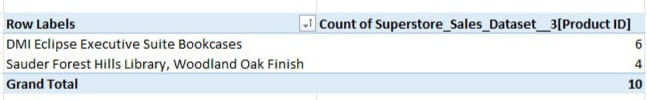 Row Labels Count of Superstore_Sales_Dataset__3[Product ID]
DMI Eclipse Executive Suite Bookcases 6
Sauder Forest Hills Library, Woodland Oak Finish 4
Grand Total 10